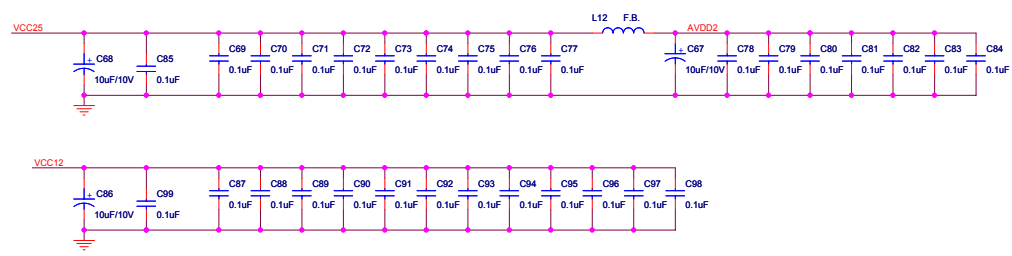 L12 F.B.
VCC25 AVDD2
C68 C85 C69 C70 C71 C72 C73 C74 C75 C76 C77 C67 C78 C79 C80 C81 C82 C83 C84
10uF/10V 0.1uF 0.1uF 0.1uF 0.1uF 0.1uF 0.1uF 0.1uF 0.1uF 0.1uF 0.1uF 10uF/10V 0.1uF 0.1uF 0.1uF 0.1uF 0.1uF 0.1uF 0.1uF
VCC12
C86 C99 C87 C88 C89 C90 C91 C92 C93 C94 C95 C96 C97 C98
10uF/10V 0.1uF 0.1uF 0.1uF 0.1uF 0.1uF 0.1uF 0.1uF 0.1uF 0.1uF 0.1uF 0.1uF 0.1uF 0.1uF